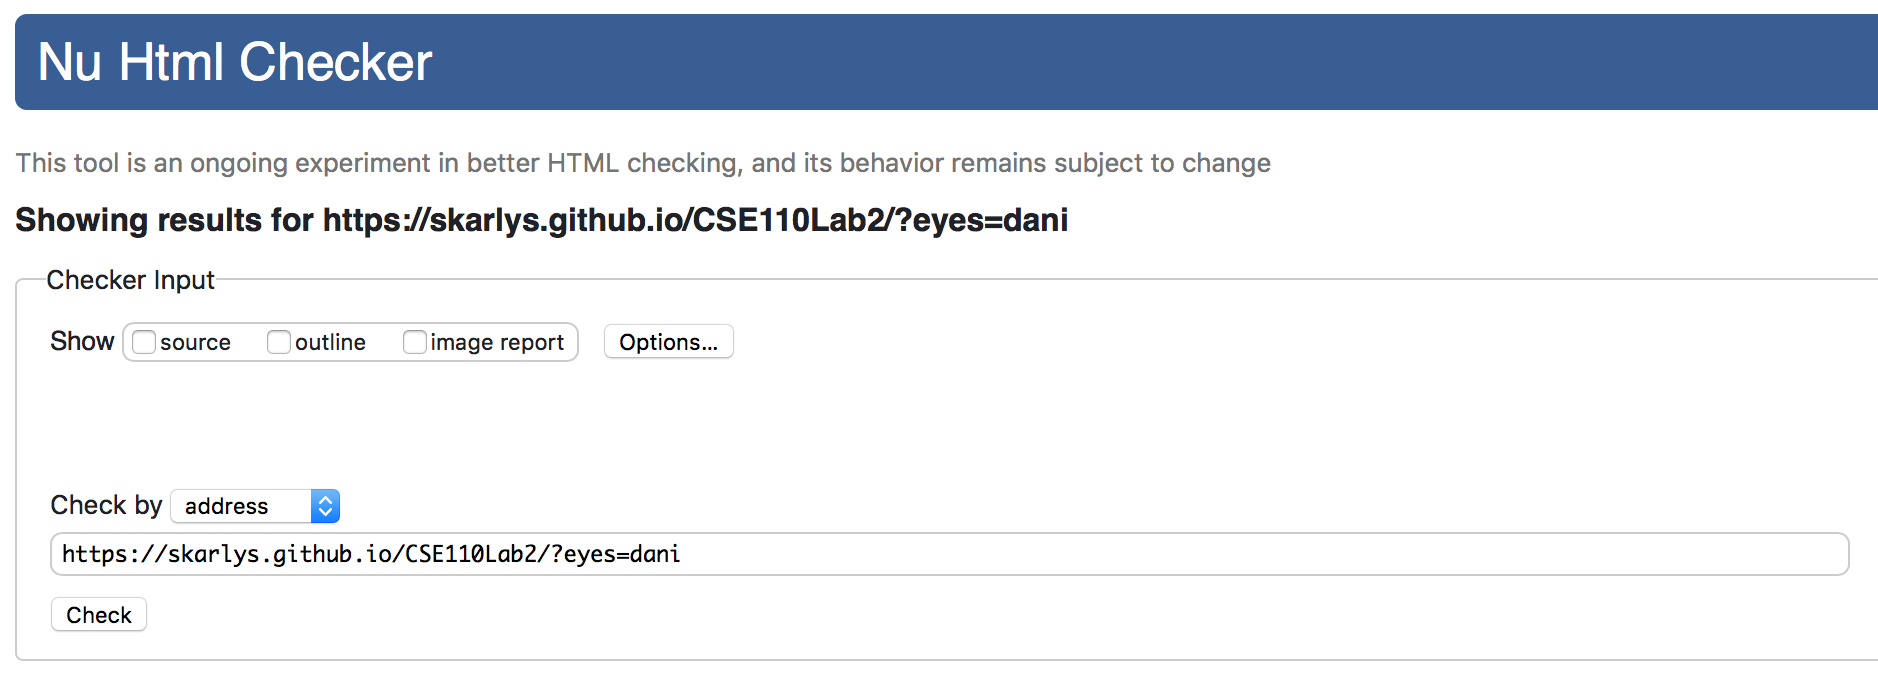 Nu Html Checker
This tool is an ongoing experiment in better HTML checking, and its behavior remains subject to change
Showing results for https://skarlys.github.io/CSE110Lab2/?eyes=dani
Checker Input
Show source outline image report Options...
Check by address
https://skarlys.github.io/CSE110Lab2/?eyes=dani
Check